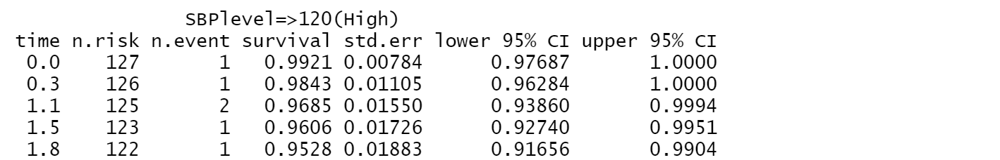 SBPlevel=>120(High)
time n.risk n.event survival std.err lower 95% CI upper 95% CI
0.0 127 1 0.9921 0.00784 0.97687 1.0000
0.3 126 1 0.9843 0.01105 0.96284 1.0000
1.1 125 2 0.9685 0.01550 0.93860 0.9994
1.5 123 1 0.9606 0.01726 0.92740 0.9951
1.8 122 1 0.9528 0.01883 0.91656 0.9904